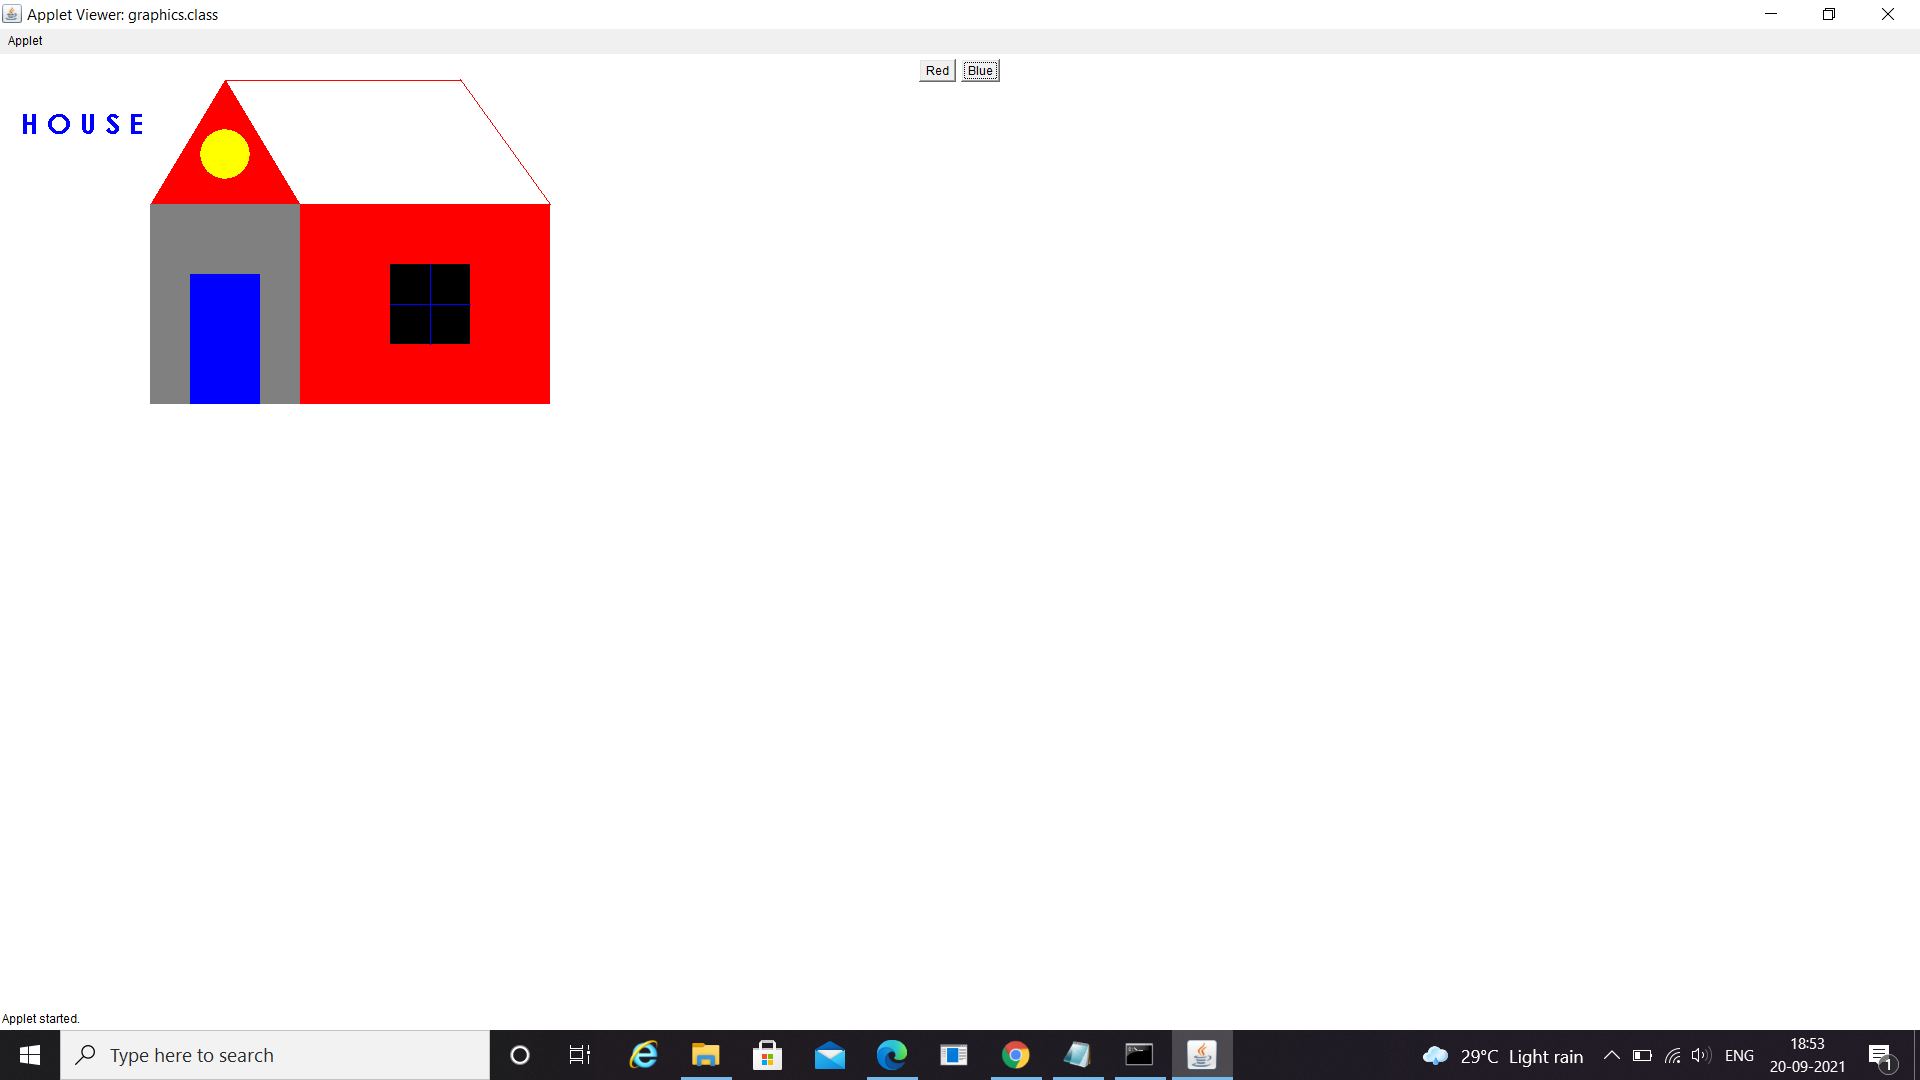 Applet Viewer: graphics.class
Applet
Red Blue
H O U S E
Applet started.
Type here to search
29°C Light rain
ENG
18:53
20-09-2021
1